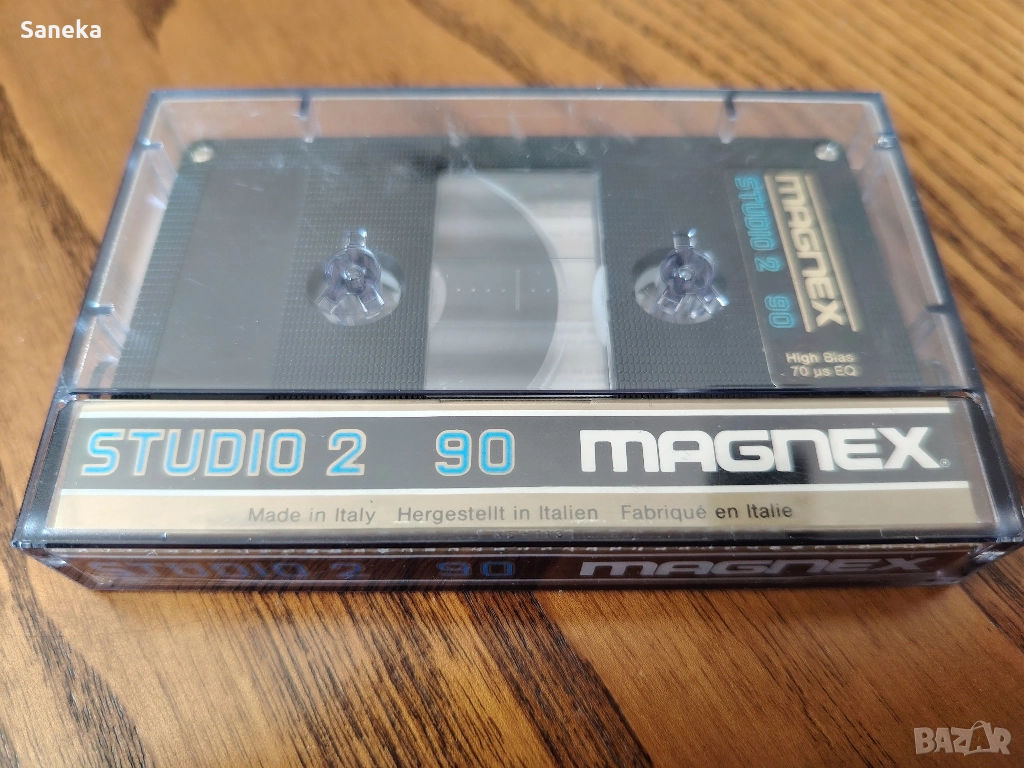 Saneka
MAGNEX
STUDIO 2 90
High Bias
70 µs EQ
STUDIO 2 90 MAGNEX®
Made in Italy Hergestellt in Italien Fabriqué en Italie
STUDIO 2 90 MAGNEX
BAZAR